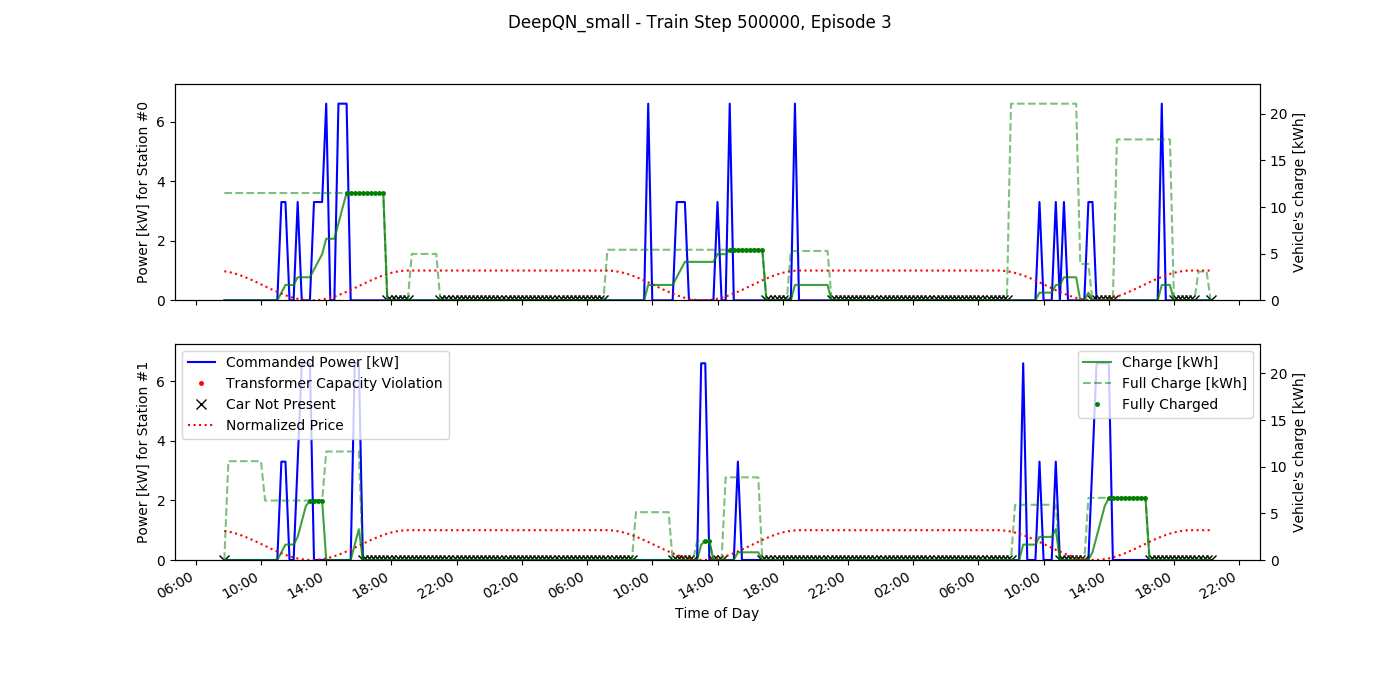 DeepQN_small - Train Step 500000, Episode 3
Power [kW] for Station #0
0
2
4
6
0
5
10
15
20
Vehicle's charge [kWh]
Power [kW] for Station #1
0
2
4
6
Commanded Power [kW]
Transformer Capacity Violation
Car Not Present
Normalized Price
Charge [kWh]
Full Charge [kWh]
Fully Charged
0
5
10
15
20
Vehicle's charge [kWh]
06:00 10:00 14:00 18:00 22:00 02:00 06:00 10:00 14:00 18:00 22:00 02:00 06:00 10:00 14:00 18:00 22:00
Time of Day